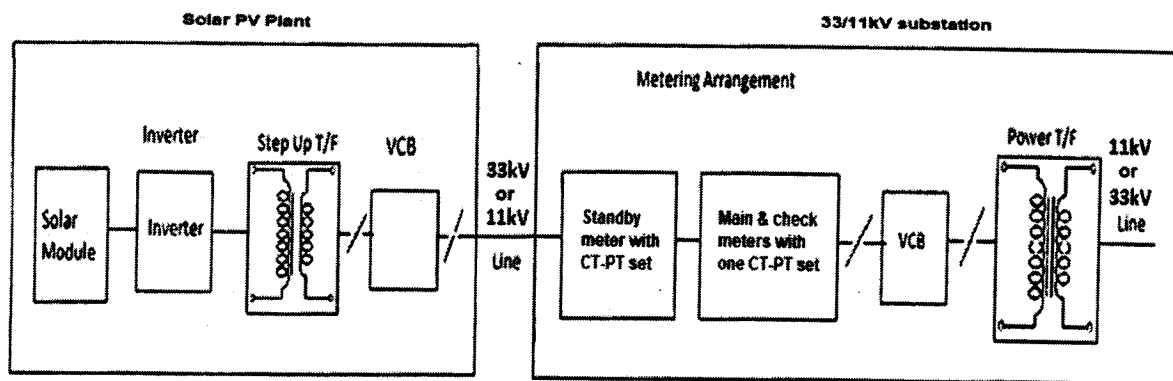 Solar PV Plant
33/11kV substation
Metering Arrangement
Inverter
Step Up T/F
VCB
Power T/F
Solar
Module
Inverter
33kV
or
11kV
Line
Standby
meter with
CT-PT set
Main & check
meters with
one CT-PT set
VCB
11kV
or
33kV
Line